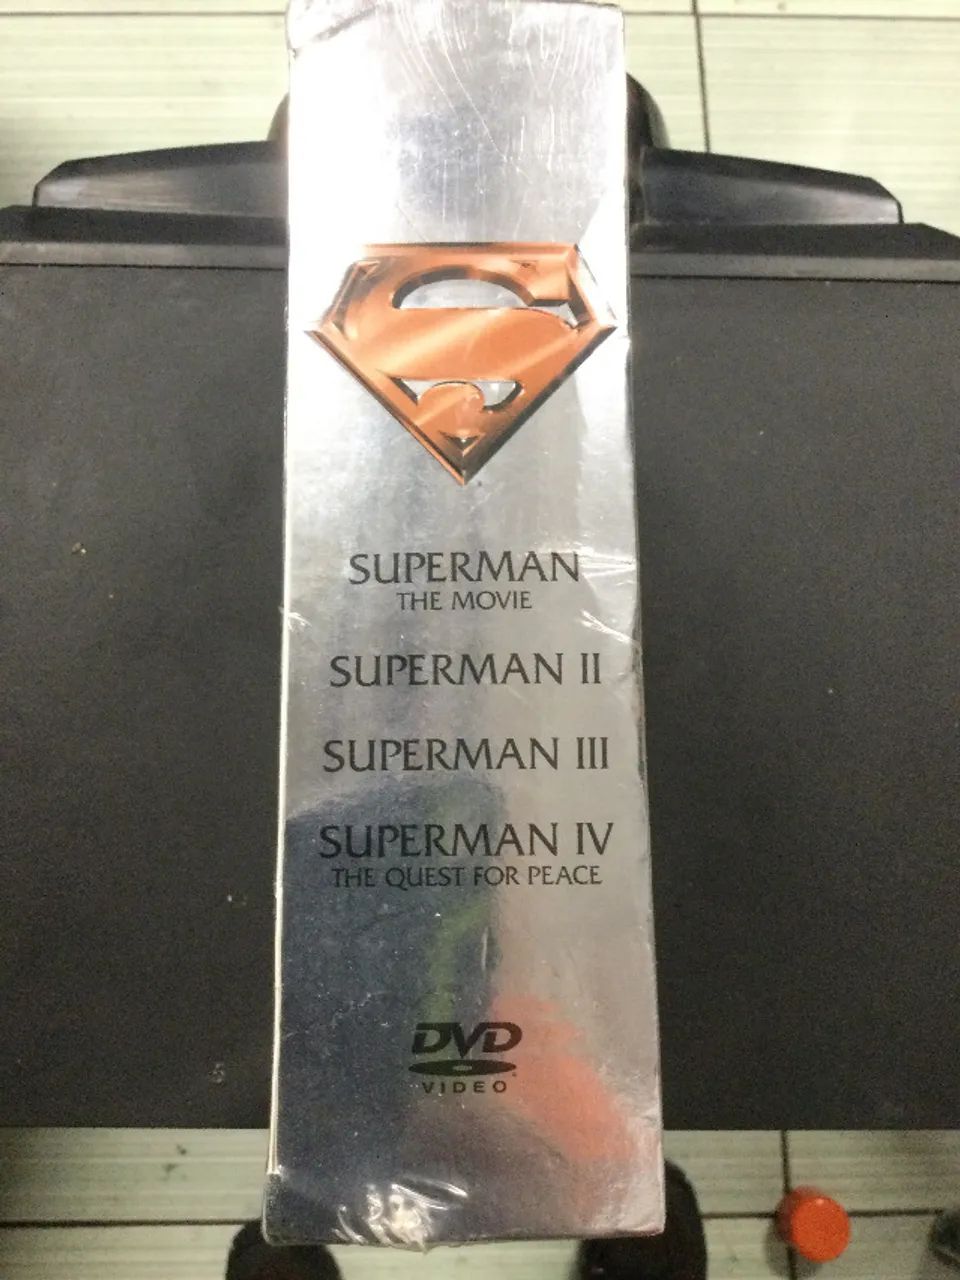 SUPERMAN
THE MOVIE
SUPERMAN II
SUPERMAN III
SUPERMAN IV
THE QUEST FOR PEACE
DVD
VIDEO